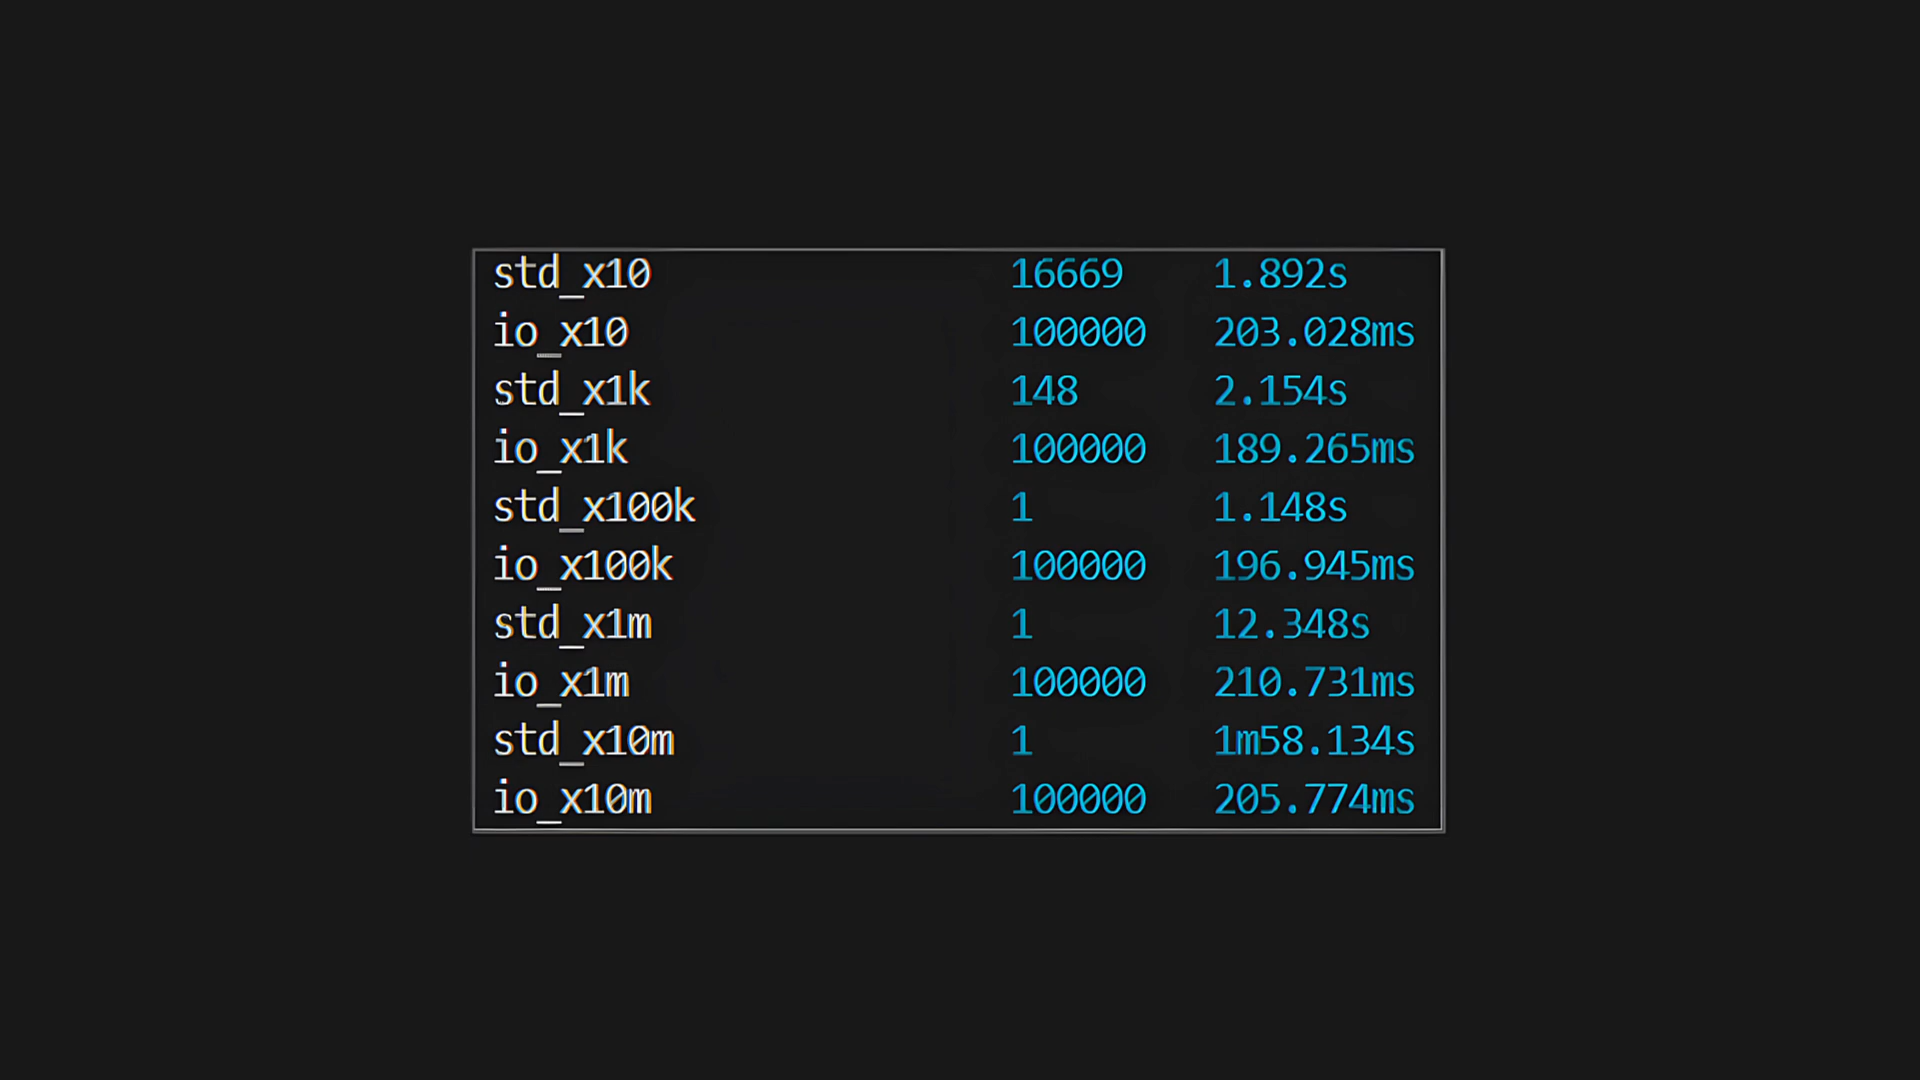 std_x10 16669 1.892s
io_x10 100000 203.028ms
std_x1k 148 2.154s
io_x1k 100000 189.265ms
std_x100k 1 1.148s
io_x100k 100000 196.945ms
std_x1m 1 12.348s
io_x1m 100000 210.731ms
std_x10m 1 1m58.134s
io_x10m 100000 205.774ms